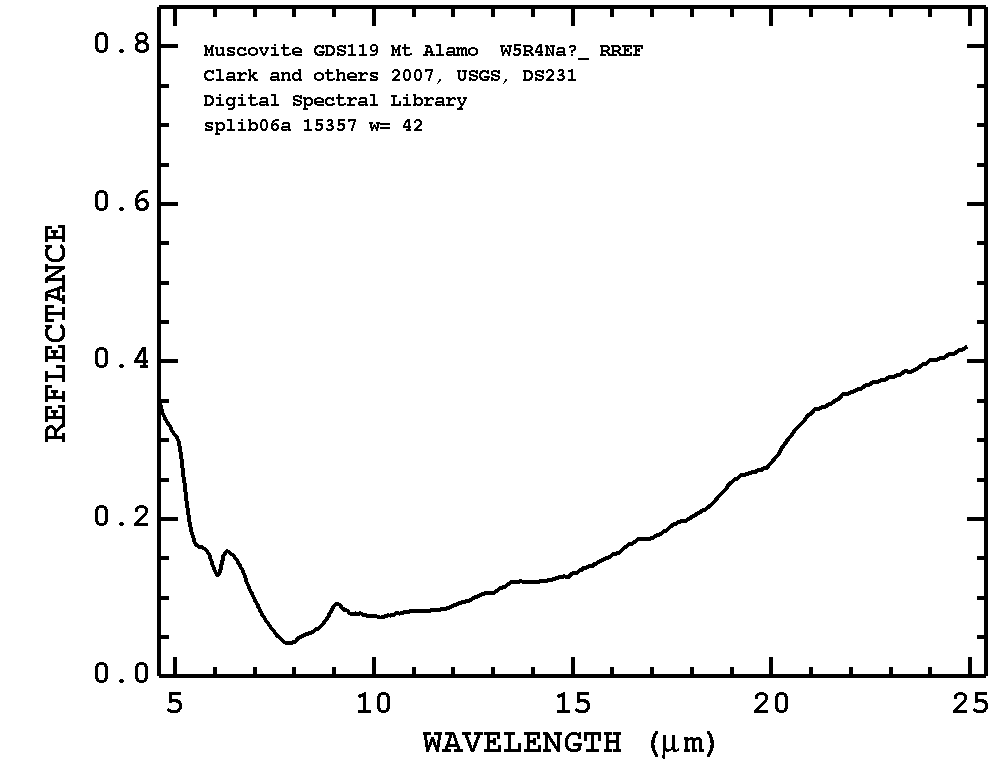 0.8
Muscovite GDS119 Mt Alamo W5R4Na?_ RREF
Clark and others 2007, USGS, DS231
Digital Spectral Library
splib06a 15357 w= 42
0.6
REFLECTANCE
0.4
0.2
0.0
5 10 15 20 25
WAVELENGTH (μm)